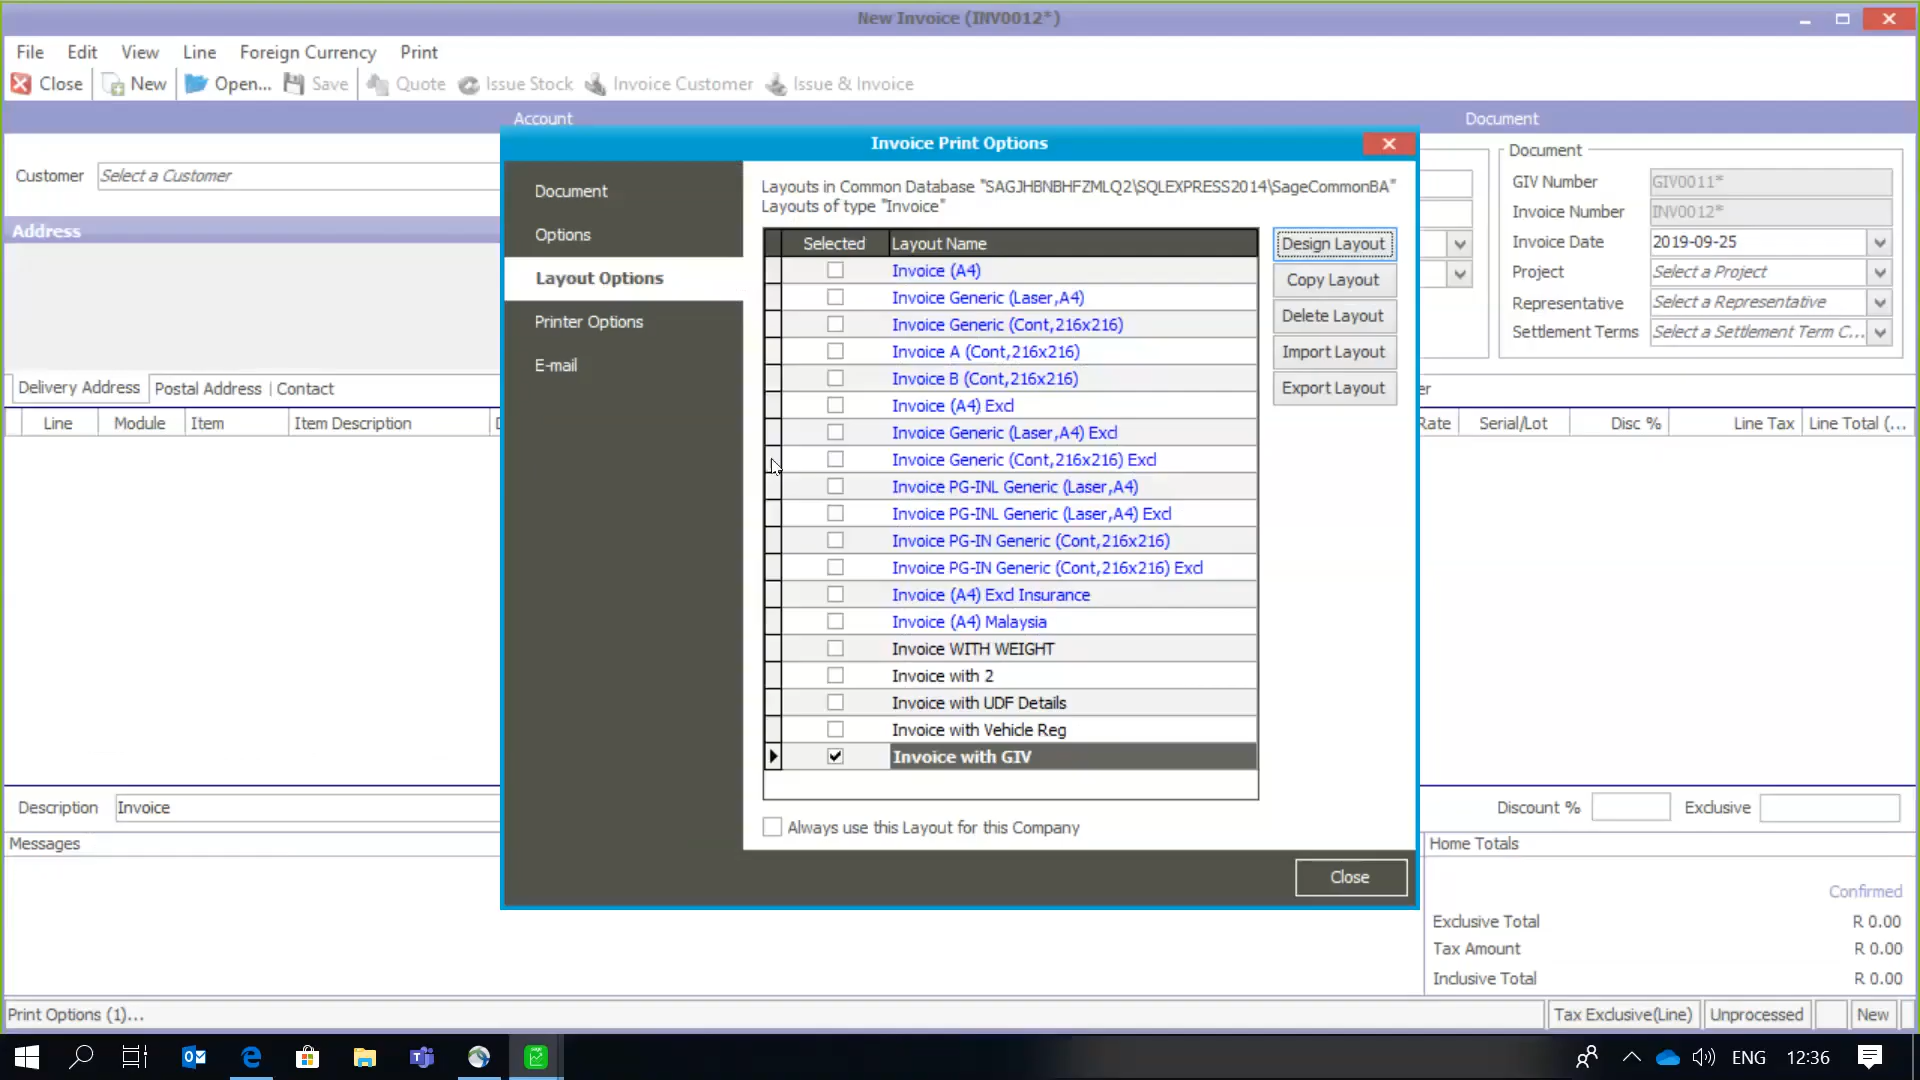 New Invoice (INV0012*)
File Edit View Line Foreign Currency Print
Close New Open... Save Quote Issue Stock Invoice Customer Issue & Invoice
Account Document
Customer Select a Customer
Address
Delivery Address Postal Address Contact
Line Module Item Item Description
Invoice Print Options
Document
Options
Layout Options
Printer Options
E-mail
Layouts in Common Database "SAGJHBNBHFZMLQ2\SQLEXPRESS2014\SageCommonBA"
Layouts of type "Invoice"
Selected Layout Name
Invoice (A4)
Invoice Generic (Laser,A4)
Invoice Generic (Cont,216x216)
Invoice A (Cont,216x216)
Invoice B (Cont,216x216)
Invoice (A4) Excl
Invoice Generic (Laser,A4) Excl
Invoice Generic (Cont,216x216) Excl
Invoice PG-INL Generic (Laser,A4)
Invoice PG-INL Generic (Laser,A4) Excl
Invoice PG-IN Generic (Cont,216x216)
Invoice PG-IN Generic (Cont,216x216) Excl
Invoice (A4) Excl Insurance
Invoice (A4) Malaysia
Invoice WITH WEIGHT
Invoice with 2
Invoice with UDF Details
Invoice with Vehicle Reg
Invoice with GIV
Design Layout
Copy Layout
Delete Layout
Import Layout
Export Layout
Always use this Layout for this Company
Close
Document
GIV Number GIV0011*
Invoice Number INV0012*
Invoice Date 2019-09-25
Project Select a Project
Representative Select a Representative
Settlement Terms Select a Settlement Term C...
Rate Serial/Lot Disc % Line Tax Line Total (...
Description Invoice
Discount % Exclusive
Messages
Home Totals
Confirmed
Exclusive Total R 0.00
Tax Amount R 0.00
Inclusive Total R 0.00
Print Options (1)...
Tax Exclusive(Line) Unprocessed New
ENG 12:36